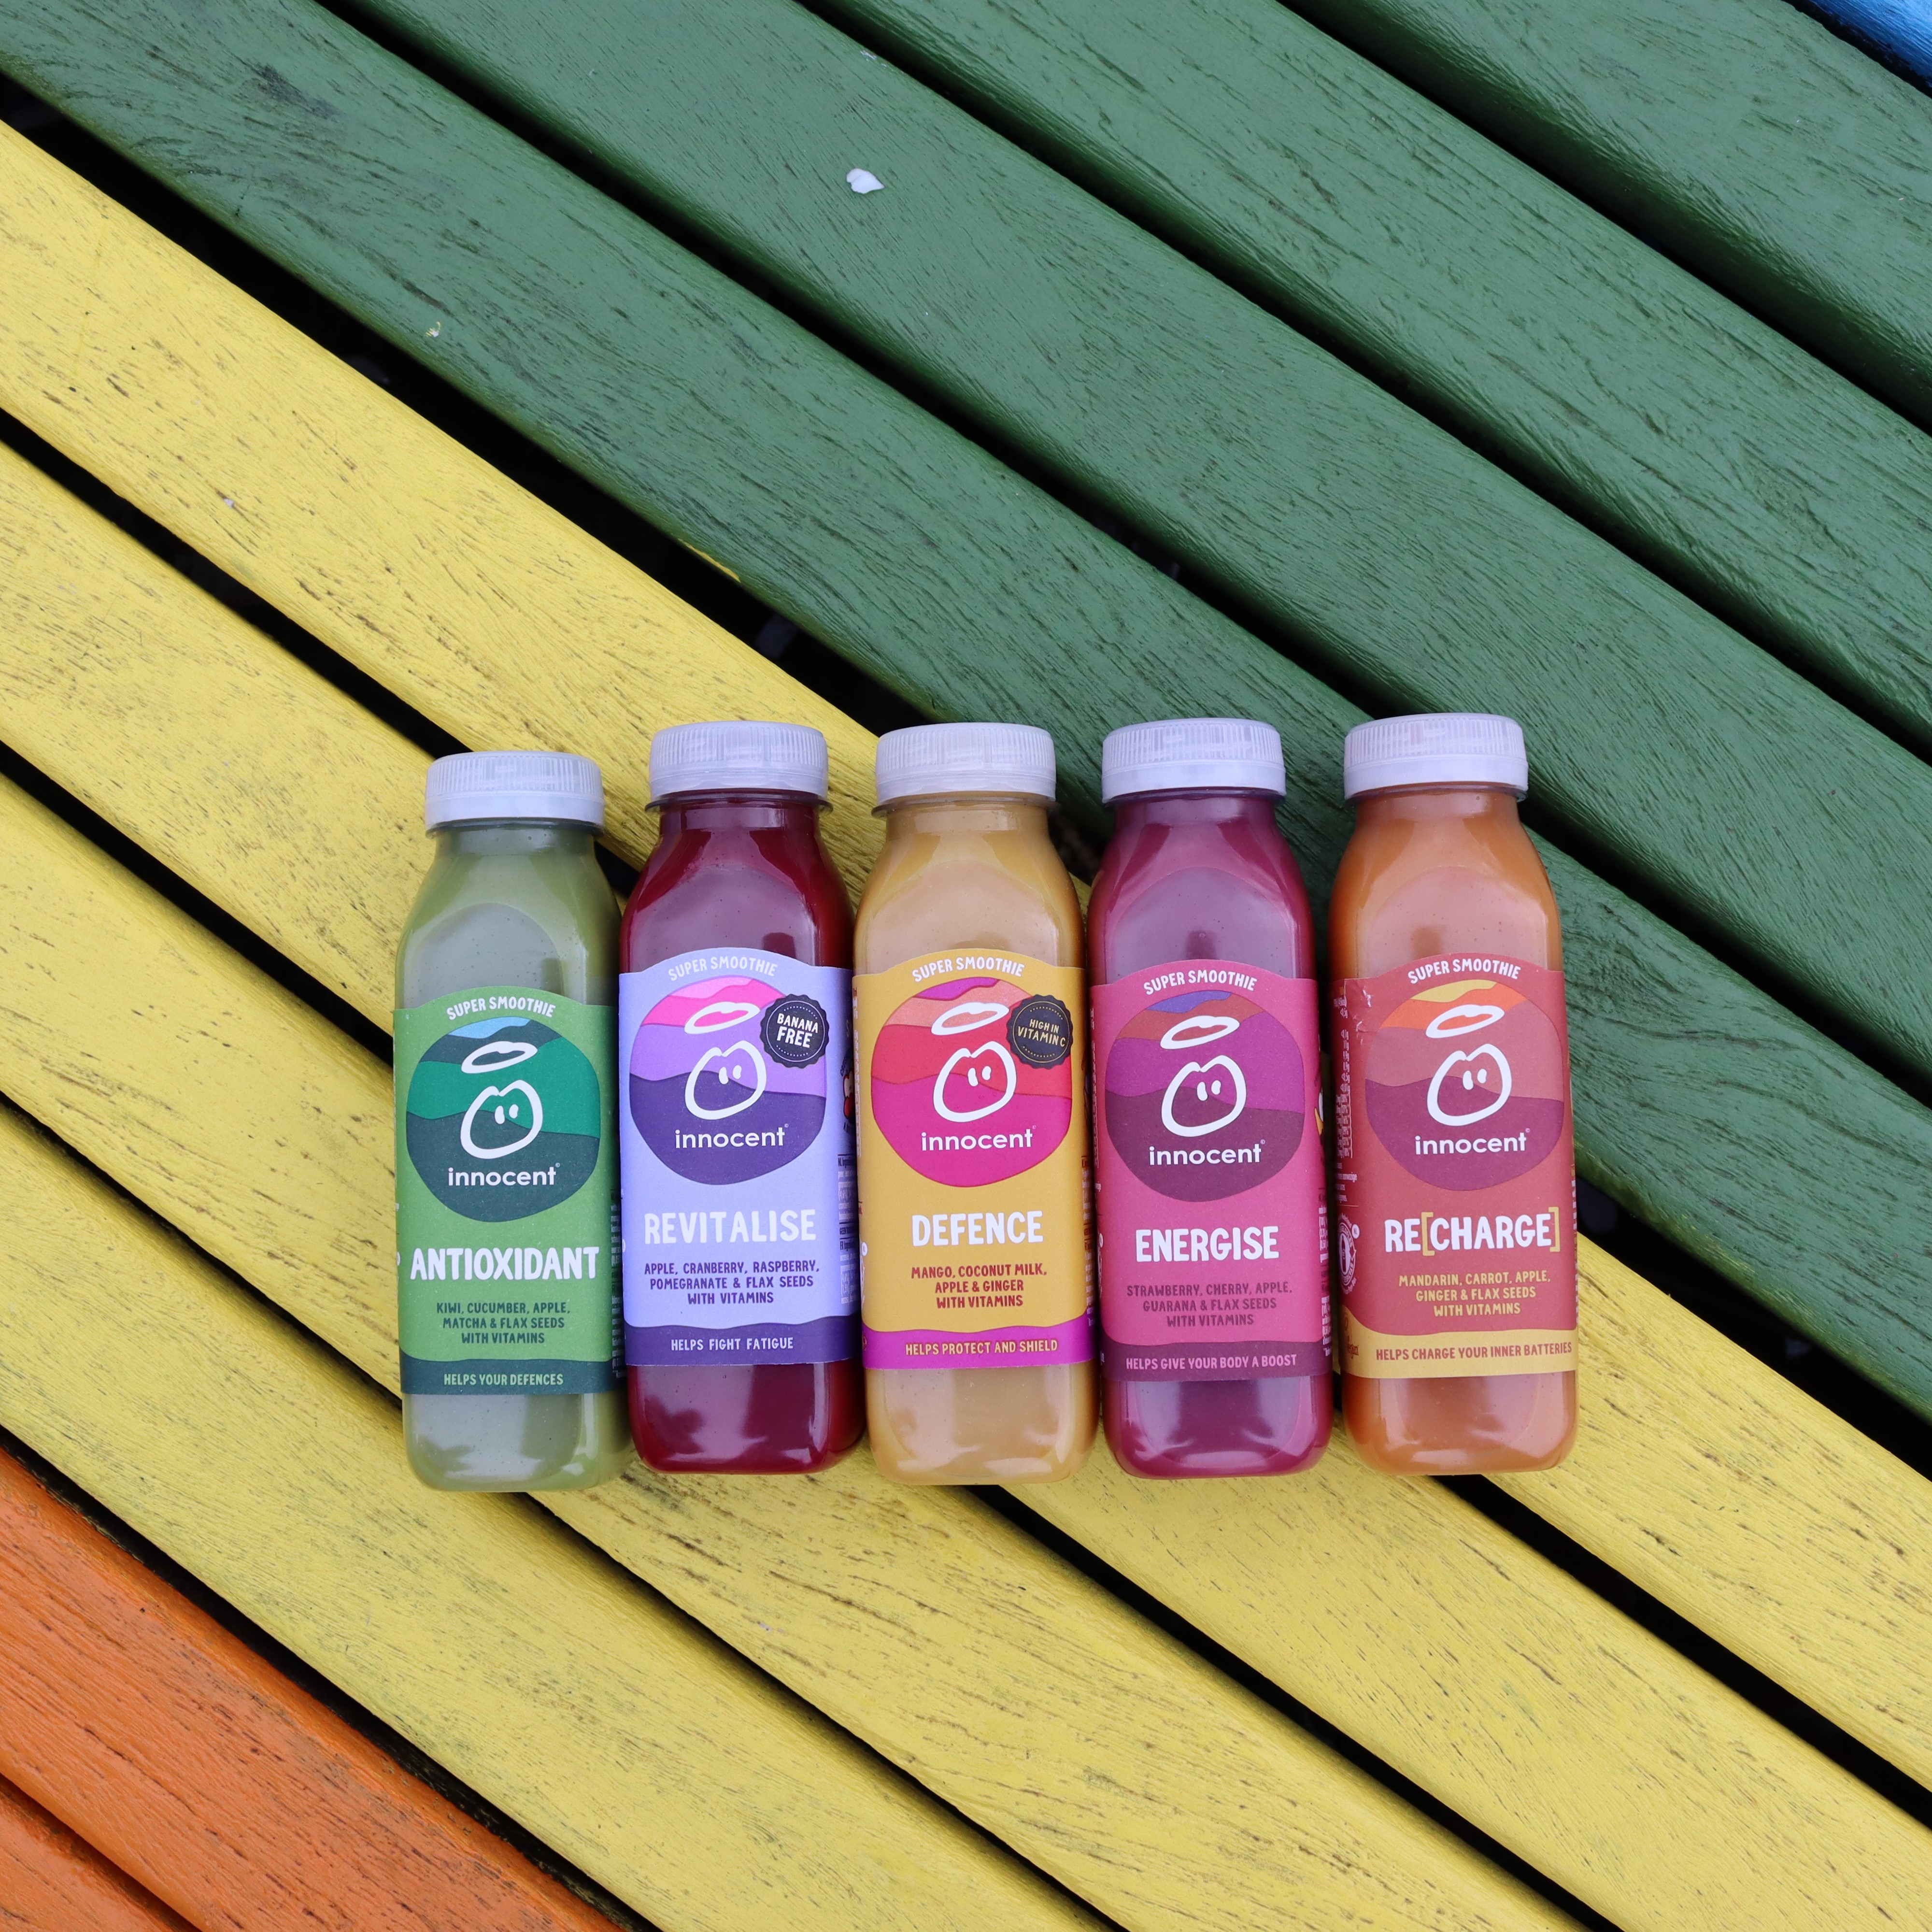 SUPER SMOOTHIE
innocent
ANTIOXIDANT
KIWI, CUCUMBER, APPLE,
MATCHA & FLAX SEEDS
WITH VITAMINS
HELPS YOUR DEFENCES
SUPER SMOOTHIE
BANANA
FREE
innocent
REVITALISE
APPLE, CRANBERRY, RASPBERRY,
POMEGRANATE & FLAX SEEDS
WITH VITAMINS
HELPS FIGHT FATIGUE
SUPER SMOOTHIE
HIGH IN
VITAMIN C
innocent
DEFENCE
MANGO, COCONUT MILK,
APPLE & GINGER
WITH VITAMINS
HELPS PROTECT AND SHIELD
SUPER SMOOTHIE
innocent®
ENERGISE
STRAWBERRY, CHERRY, APPLE,
GUARANA & FLAX SEEDS
WITH VITAMINS
HELPS GIVE YOUR BODY A BOOST
SUPER SMOOTHIE
innocent
RE[CHARGE]
MANDARIN, CARROT, APPLE,
GINGER & FLAX SEEDS
WITH VITAMINS
HELPS CHARGE YOUR INNER BATTERIES